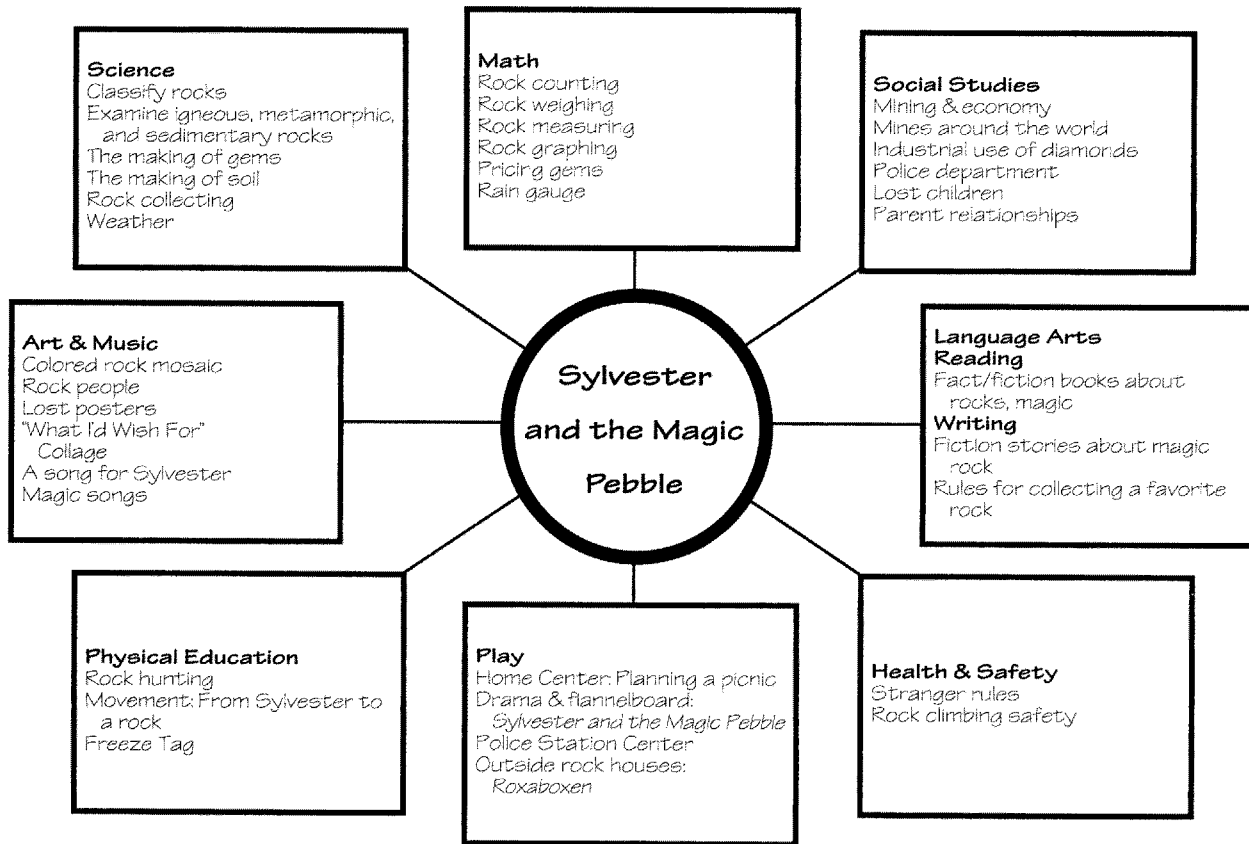 Science
Classify rocks
Examine igneous, metamorphic,
and sedimentary rocks
The making of gems
The making of soil
Rock collecting
Weather
Math
Rock counting
Rock weighing
Rock measuring
Rock graphing
Pricing gems
Rain gauge
Social Studies
Mining & economy
Mines around the world
Industrial use of diamonds
Police department
Lost children
Parent relationships
Art & Music
Colored rock mosaic
Rock people
Lost posters
"What I'd Wish For"
Collage
A song for Sylvester
Magic songs
Sylvester
and the Magic
Pebble
Language Arts
Reading
Fact/fiction books about
rocks, magic
Writing
Fiction stories about magic
rock
Rules for collecting a favorite
rock
Physical Education
Rock hunting
Movement: From Sylvester to
a rock
Freeze Tag
Play
Home Center: Planning a picnic
Drama & flannelboard:
Sylvester and the Magic Pebble
Police Station Center
Outside rock houses:
Roxaboxen
Health & Safety
Stranger rules
Rock climbing safety